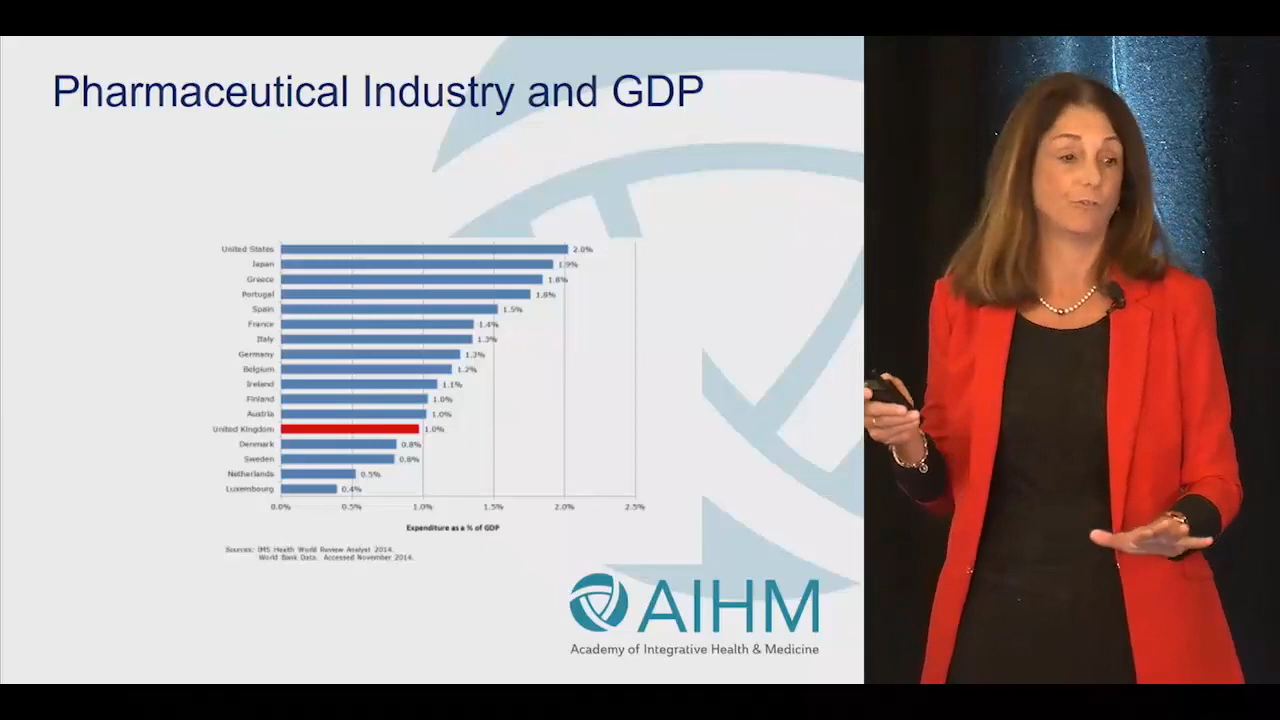 Pharmaceutical Industry and GDP
United States 2.0%
Japan 1.9%
Greece 1.8%
Portugal 1.8%
Spain 1.5%
France 1.4%
Italy 1.3%
Germany 1.3%
Belgium 1.2%
Ireland 1.1%
Finland 1.0%
Austria 1.0%
United Kingdom 1.0%
Denmark 0.8%
Sweden 0.8%
Netherlands 0.5%
Luxembourg 0.4%
0.0% 0.5% 1.0% 1.5% 2.0% 2.5%
Expenditure as a % of GDP
Sources: IMS Health World Review Analyst 2014.
World Bank Data. Accessed November 2014.
AIHM
Academy of Integrative Health & Medicine